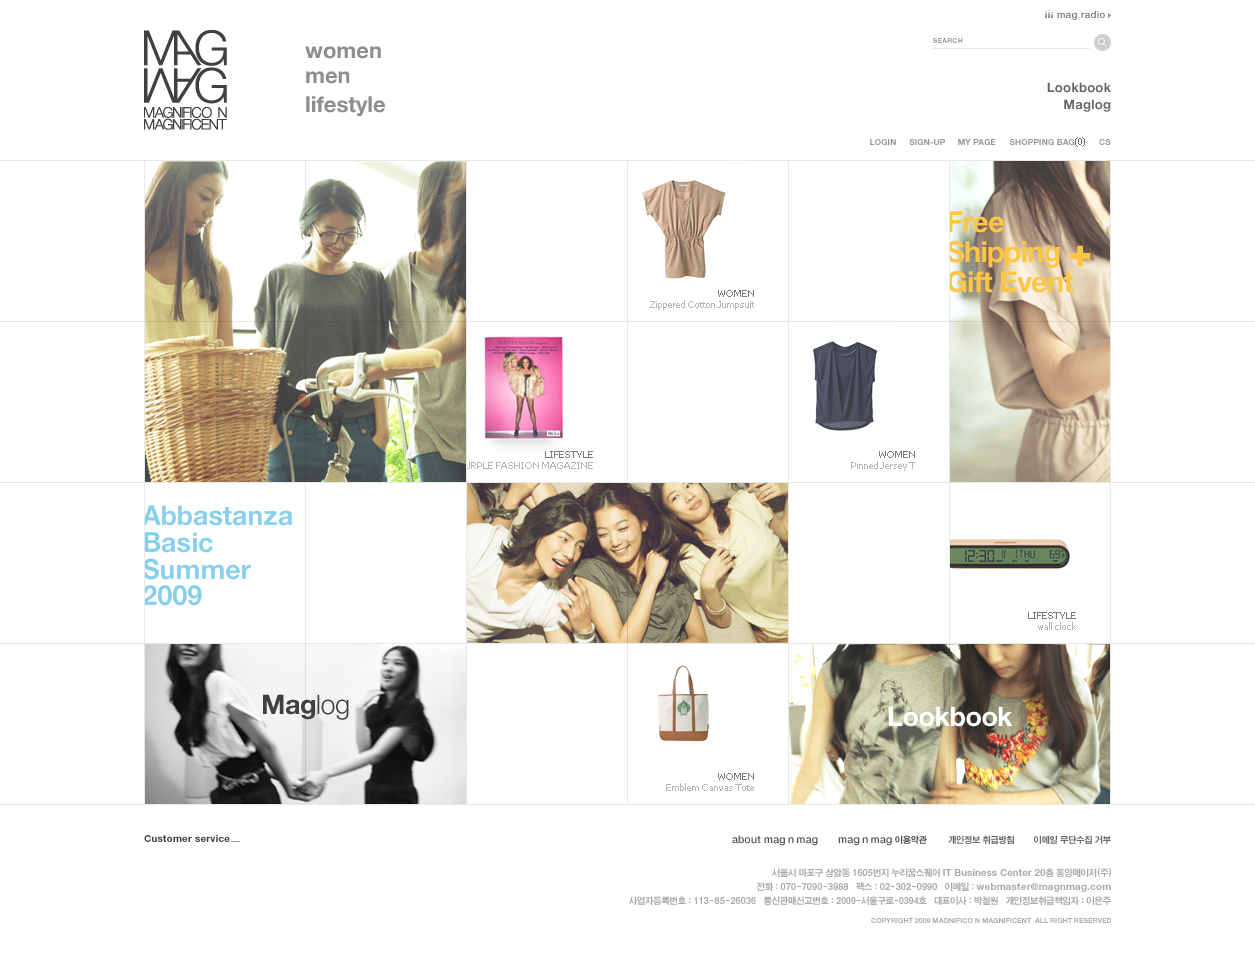 mag radio
SEARCH
MAG
MAG
MAGNIFICO N
MAGNIFICENT
women
men
lifestyle
Lookbook
Maglog
LOGIN SIGN-UP MY PAGE SHOPPING BAG(0) CS
Free
Shipping +
Gift Event
WOMEN
Zippered Cotton Jumpsuit
LIFESTYLE
URPLE FASHION MAGAZINE
WOMEN
Pinned Jersey T
Abbastanza
Basic
Summer
2009
12:30 THU
LIFESTYLE
wall clock
Maglog
WOMEN
Emblem Canvas Tote
Lookbook
Customer service
about mag n mag mag n mag 이용약관 개인정보 취급방침 이메일 무단수집 거부
서울시 마포구 상암동 1605번지 누리꿈스퀘어 IT Business Center 20층 동양메이저(주)
전화 : 070-7090-3988 팩스 : 02-302-0990 이메일 : webmaster@magnmag.com
사업자등록번호 : 113-85-26036 통신판매신고번호 : 2009-서울구로-0394호 대표이사 : 박철원 개인정보취급책임자 : 이은주
COPYRIGHT 2009 MAGNIFICO N MAGNIFICENT ALL RIGHT RESERVED